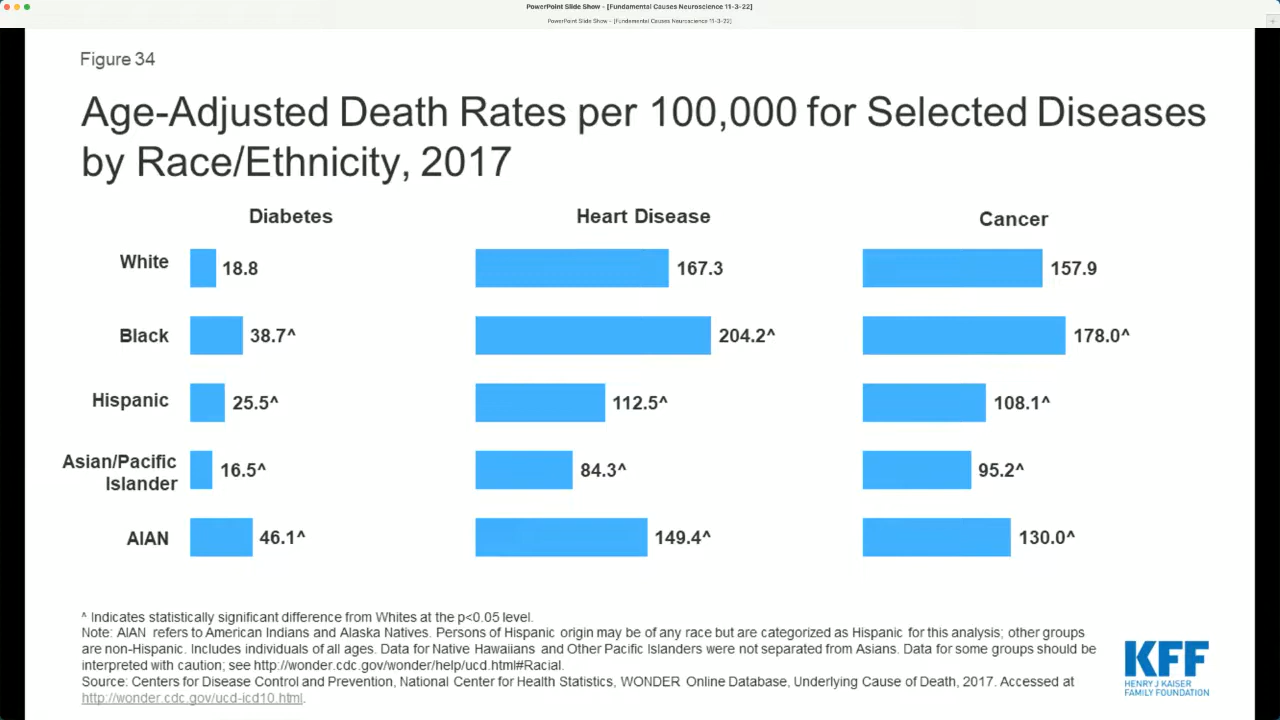 PowerPoint Slide Show - [Fundamental Causes Neuroscience 11-3-22]
PowerPoint Slide Show - [Fundamental Causes Neuroscience 11-3-22]
+
Figure 34
Age-Adjusted Death Rates per 100,000 for Selected Diseases
by Race/Ethnicity, 2017
Diabetes Heart Disease Cancer
White 18.8 167.3 157.9
Black 38.7^ 204.2^ 178.0^
Hispanic 25.5^ 112.5^ 108.1^
Asian/Pacific
Islander 16.5^ 84.3^ 95.2^
AIAN 46.1^ 149.4^ 130.0^
^ Indicates statistically significant difference from Whites at the p<0.05 level.
Note: AIAN refers to American Indians and Alaska Natives. Persons of Hispanic origin may be of any race but are categorized as Hispanic for this analysis; other groups
are non-Hispanic. Includes individuals of all ages. Data for Native Hawaiians and Other Pacific Islanders were not separated from Asians. Data for some groups should be
interpreted with caution; see http://wonder.cdc.gov/wonder/help/ucd.html#Racial.
Source: Centers for Disease Control and Prevention, National Center for Health Statistics, WONDER Online Database, Underlying Cause of Death, 2017. Accessed at
http://wonder.cdc.gov/ucd-icd10.html.
KFF
HENRY J KAISER
FAMILY FOUNDATION